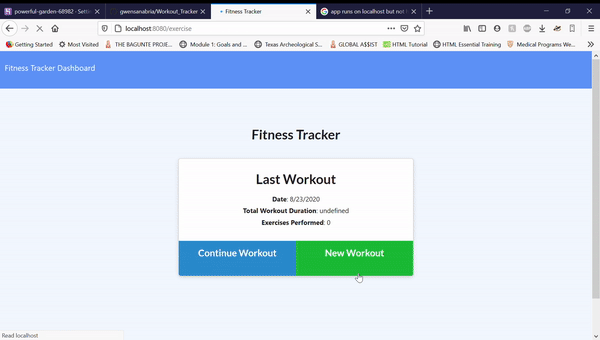 powerful-garden-68982 · Setti
gwensanabria/Workout_Tracker
Fitness Tracker
app runs on localhost but not
localhost:8080/exercise
Getting Started
Most Visited
THE BAGUNTE PROJE...
Module 1: Goals and ...
Texas Archeological S...
GLOBAL A$$IST
HTML Tutorial
HTML Essential Training
Medical Programs We...
Fitness Tracker Dashboard
Fitness Tracker
Last Workout
Date: 8/23/2020
Total Workout Duration: undefined
Exercises Performed: 0
Continue Workout
New Workout
Read localhost